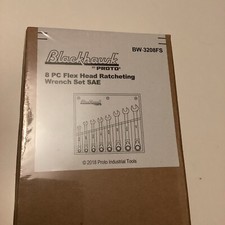 BW-3208FS
Blackhawk
BY PROTO
8 PC Flex Head Ratcheting
Wrench Set SAE
© 2016 Proto Industrial Tools